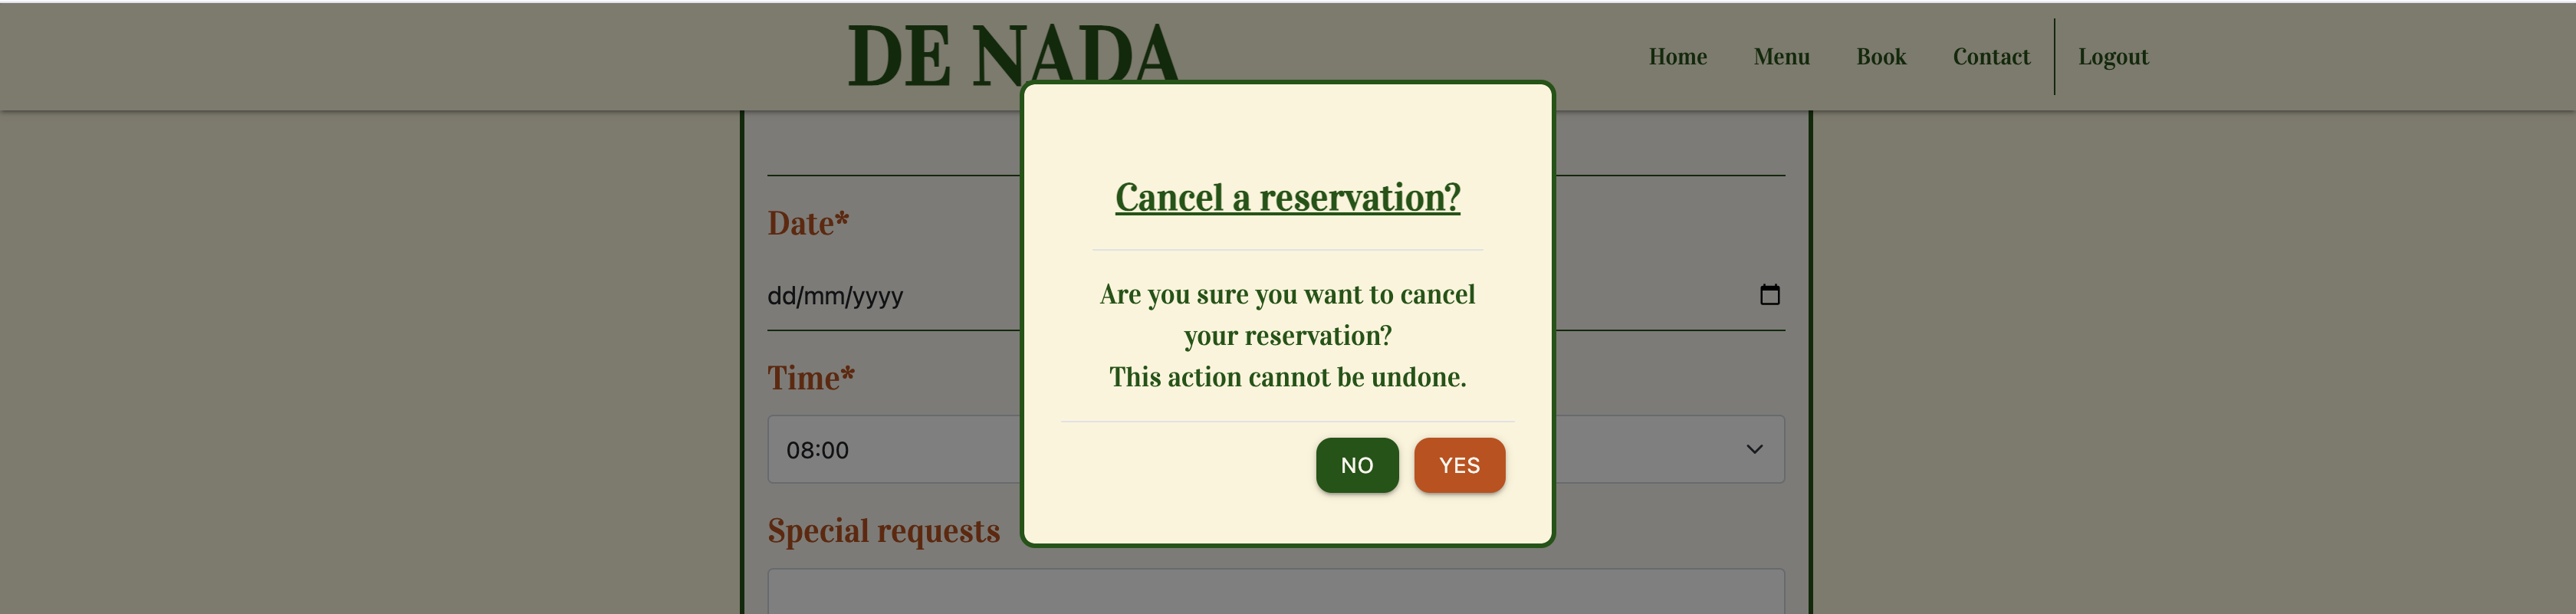 DE NADA
Home Menu Book Contact Logout
Cancel a reservation?
Are you sure you want to cancel
your reservation?
This action cannot be undone.
NO YES
Date*
dd/mm/yyyy
Time*
08:00
Special requests